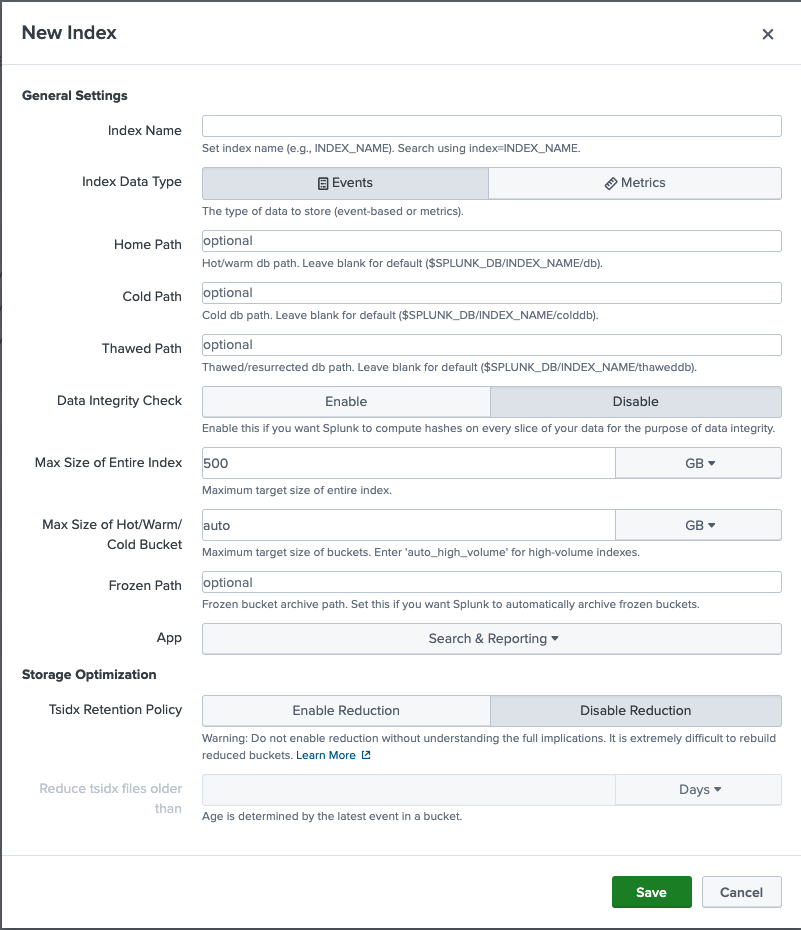 New Index
General Settings
Index Name
Set index name (e.g., INDEX_NAME). Search using index=INDEX_NAME.
Index Data Type
Events
Metrics
The type of data to store (event-based or metrics).
Home Path
optional
Hot/warm db path. Leave blank for default ($SPLUNK_DB/INDEX_NAME/db).
Cold Path
optional
Cold db path. Leave blank for default ($SPLUNK_DB/INDEX_NAME/colddb).
Thawed Path
optional
Thawed/resurrected db path. Leave blank for default ($SPLUNK_DB/INDEX_NAME/thaweddb).
Data Integrity Check
Enable
Disable
Enable this if you want Splunk to compute hashes on every slice of your data for the purpose of data integrity.
Max Size of Entire Index
500
GB
Maximum target size of entire index.
Max Size of Hot/Warm/
Cold Bucket
auto
GB
Maximum target size of buckets. Enter 'auto_high_volume' for high-volume indexes.
Frozen Path
optional
Frozen bucket archive path. Set this if you want Splunk to automatically archive frozen buckets.
App
Search & Reporting
Storage Optimization
Tsidx Retention Policy
Enable Reduction
Disable Reduction
Warning: Do not enable reduction without understanding the full implications. It is extremely difficult to rebuild
reduced buckets. Learn More
Reduce tsidx files older
than
Days
Age is determined by the latest event in a bucket.
Save
Cancel